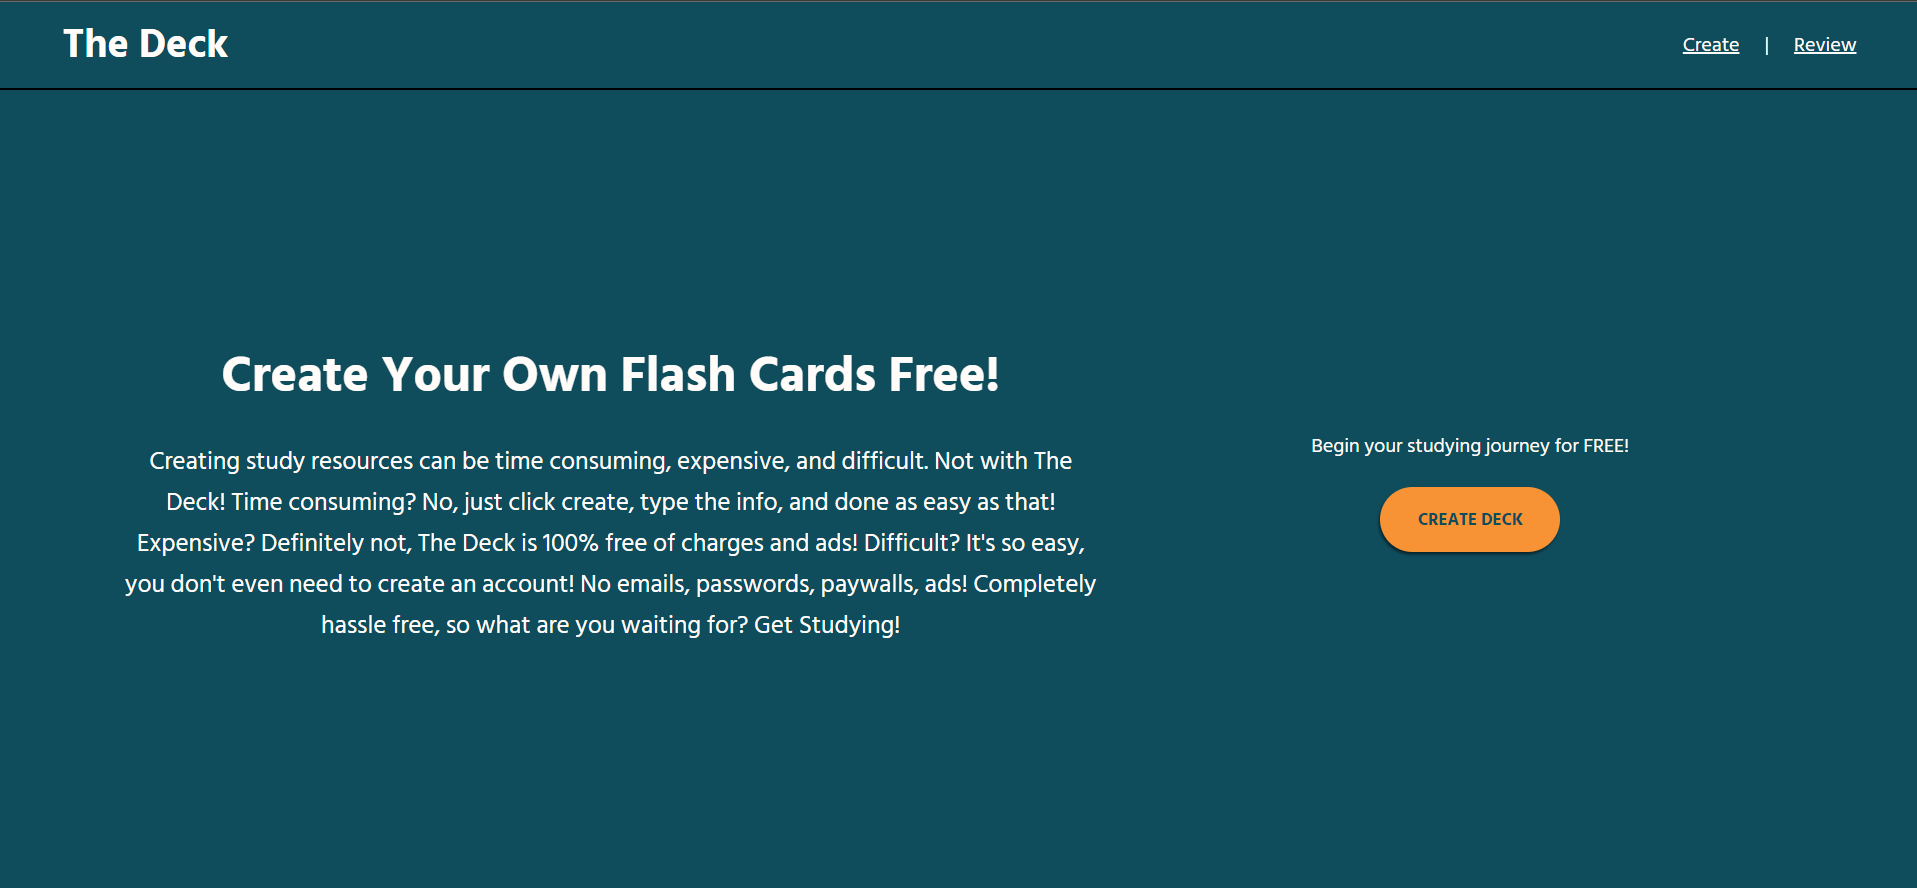 The Deck
Create | Review
Create Your Own Flash Cards Free!
Creating study resources can be time consuming, expensive, and difficult. Not with The
Deck! Time consuming? No, just click create, type the info, and done as easy as that!
Expensive? Definitely not, The Deck is 100% free of charges and ads! Difficult? It's so easy,
you don't even need to create an account! No emails, passwords, paywalls, ads! Completely
hassle free, so what are you waiting for? Get Studying!
Begin your studying journey for FREE!
CREATE DECK